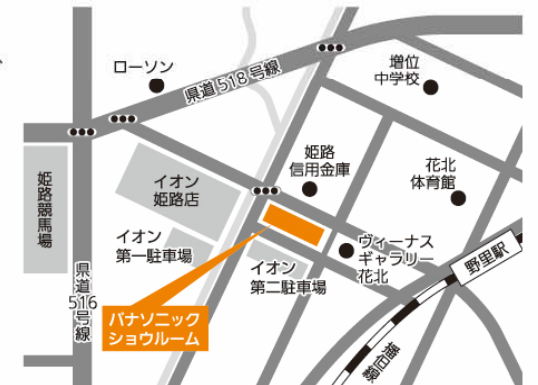 ローソン
県道518号線
増位
中学校
姫路
信用金庫
花北
体育館
姫路競馬場
イオン
姫路店
イオン
第一駐車場
ヴィーナス
ギャラリー
花北
野里駅
イオン
第二駐車場
県道
516
号線
パナソニック
ショウルーム
播但線